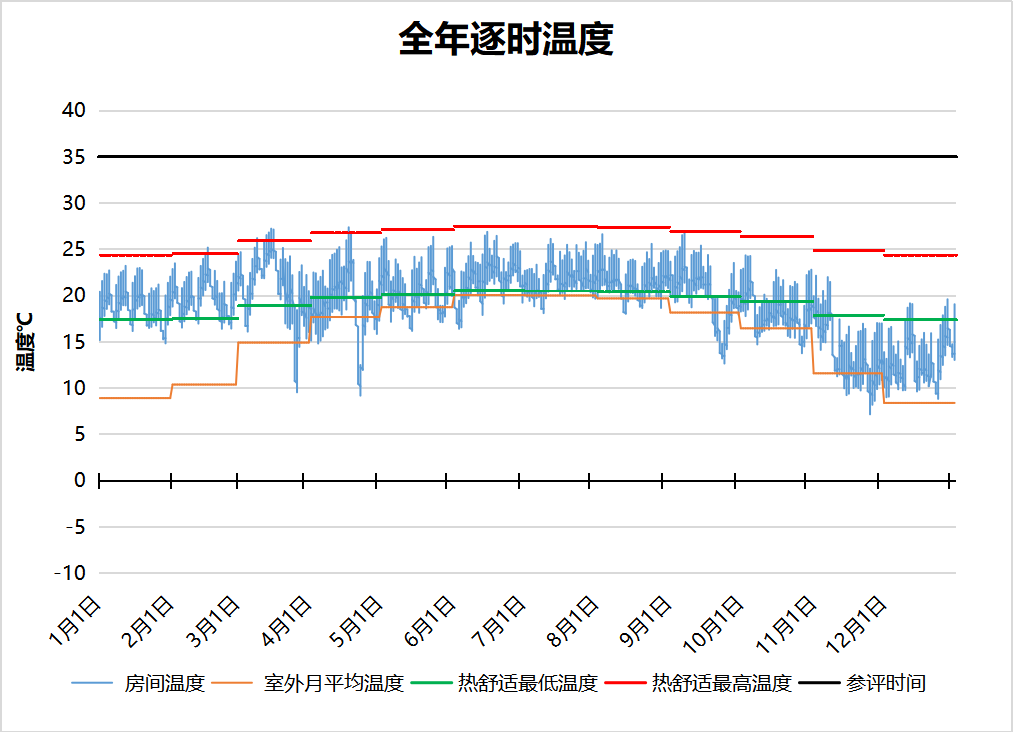 全年逐时温度
40
35
30
25
20
15
10
5
0
-5
-10
温度℃
1月1日
2月1日
3月1日
4月1日
5月1日
6月1日
7月1日
8月1日
9月1日
10月1日
11月1日
12月1日
房间温度 室外月平均温度 热舒适最低温度 热舒适最高温度 参评时间